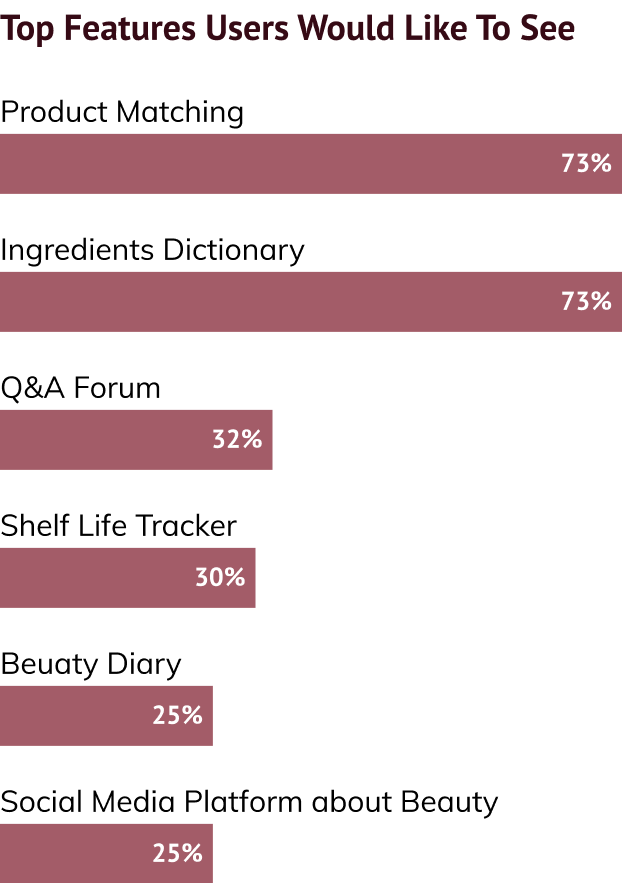 Top Features Users Would Like To See
Product Matching
73%
Ingredients Dictionary
73%
Q&A Forum
32%
Shelf Life Tracker
30%
Beuaty Diary
25%
Social Media Platform about Beauty
25%